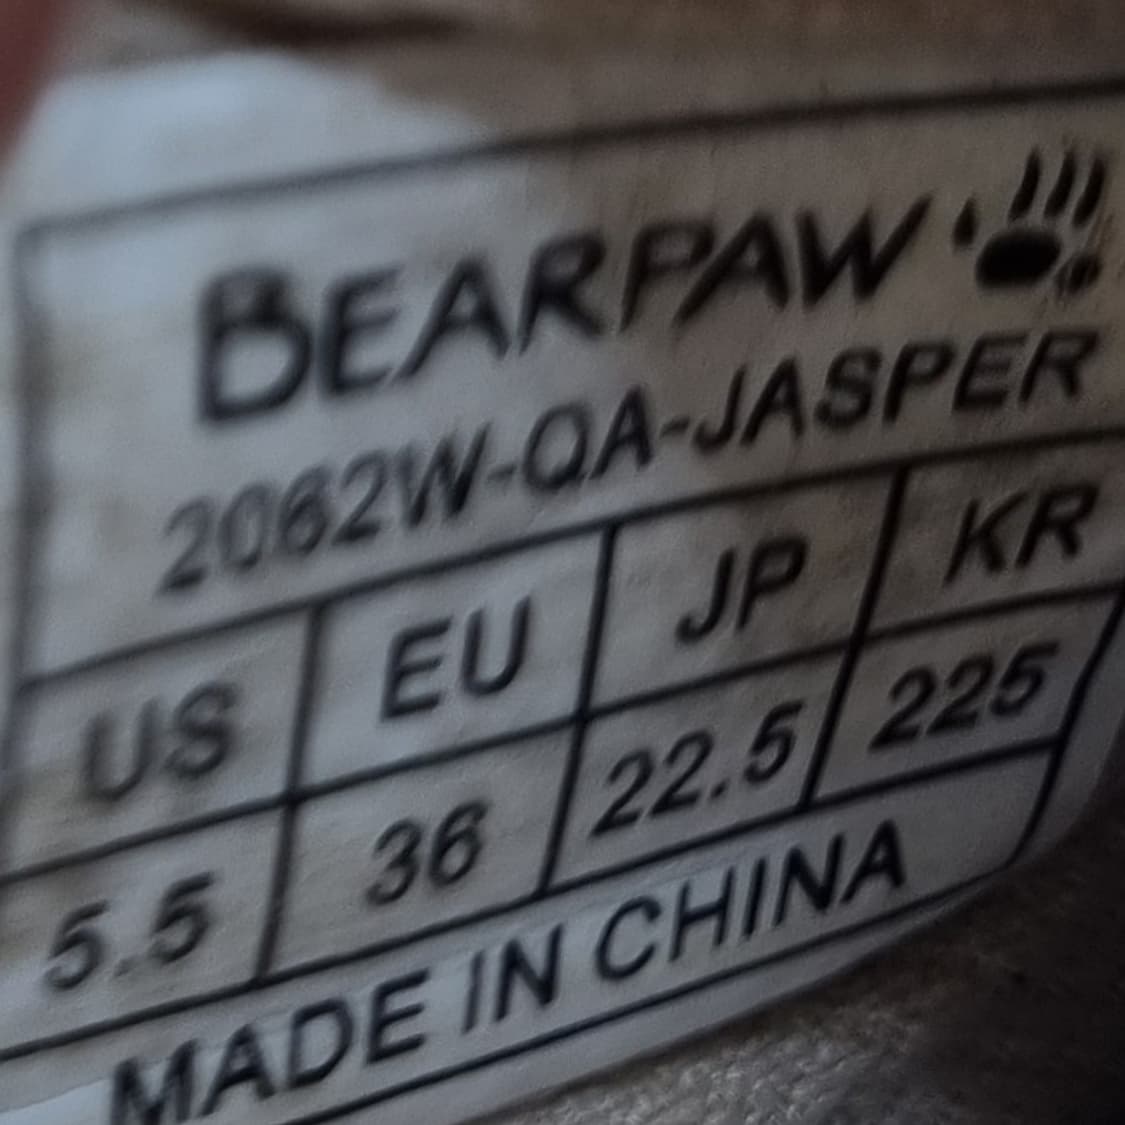 BEARPAW
2062W-QA-JASPER
US EU JP KR
5.5 36 22.5 225
MADE IN CHINA